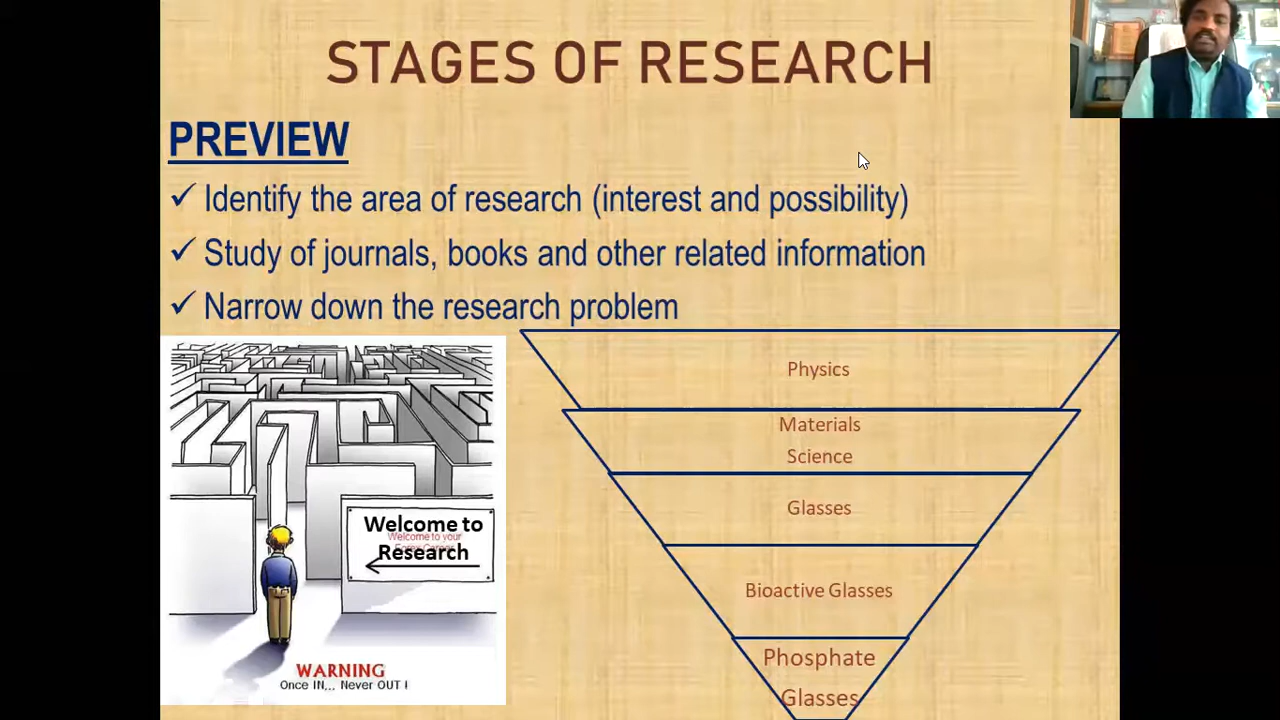 STAGES OF RESEARCH
PREVIEW
✓ Identify the area of research (interest and possibility)
✓ Study of journals, books and other related information
✓ Narrow down the research problem
Physics
Materials
Science
Glasses
Bioactive Glasses
Phosphate
Glasses
Welcome to
Welcome to your
Research
WARNING
Once IN... Never OUT !